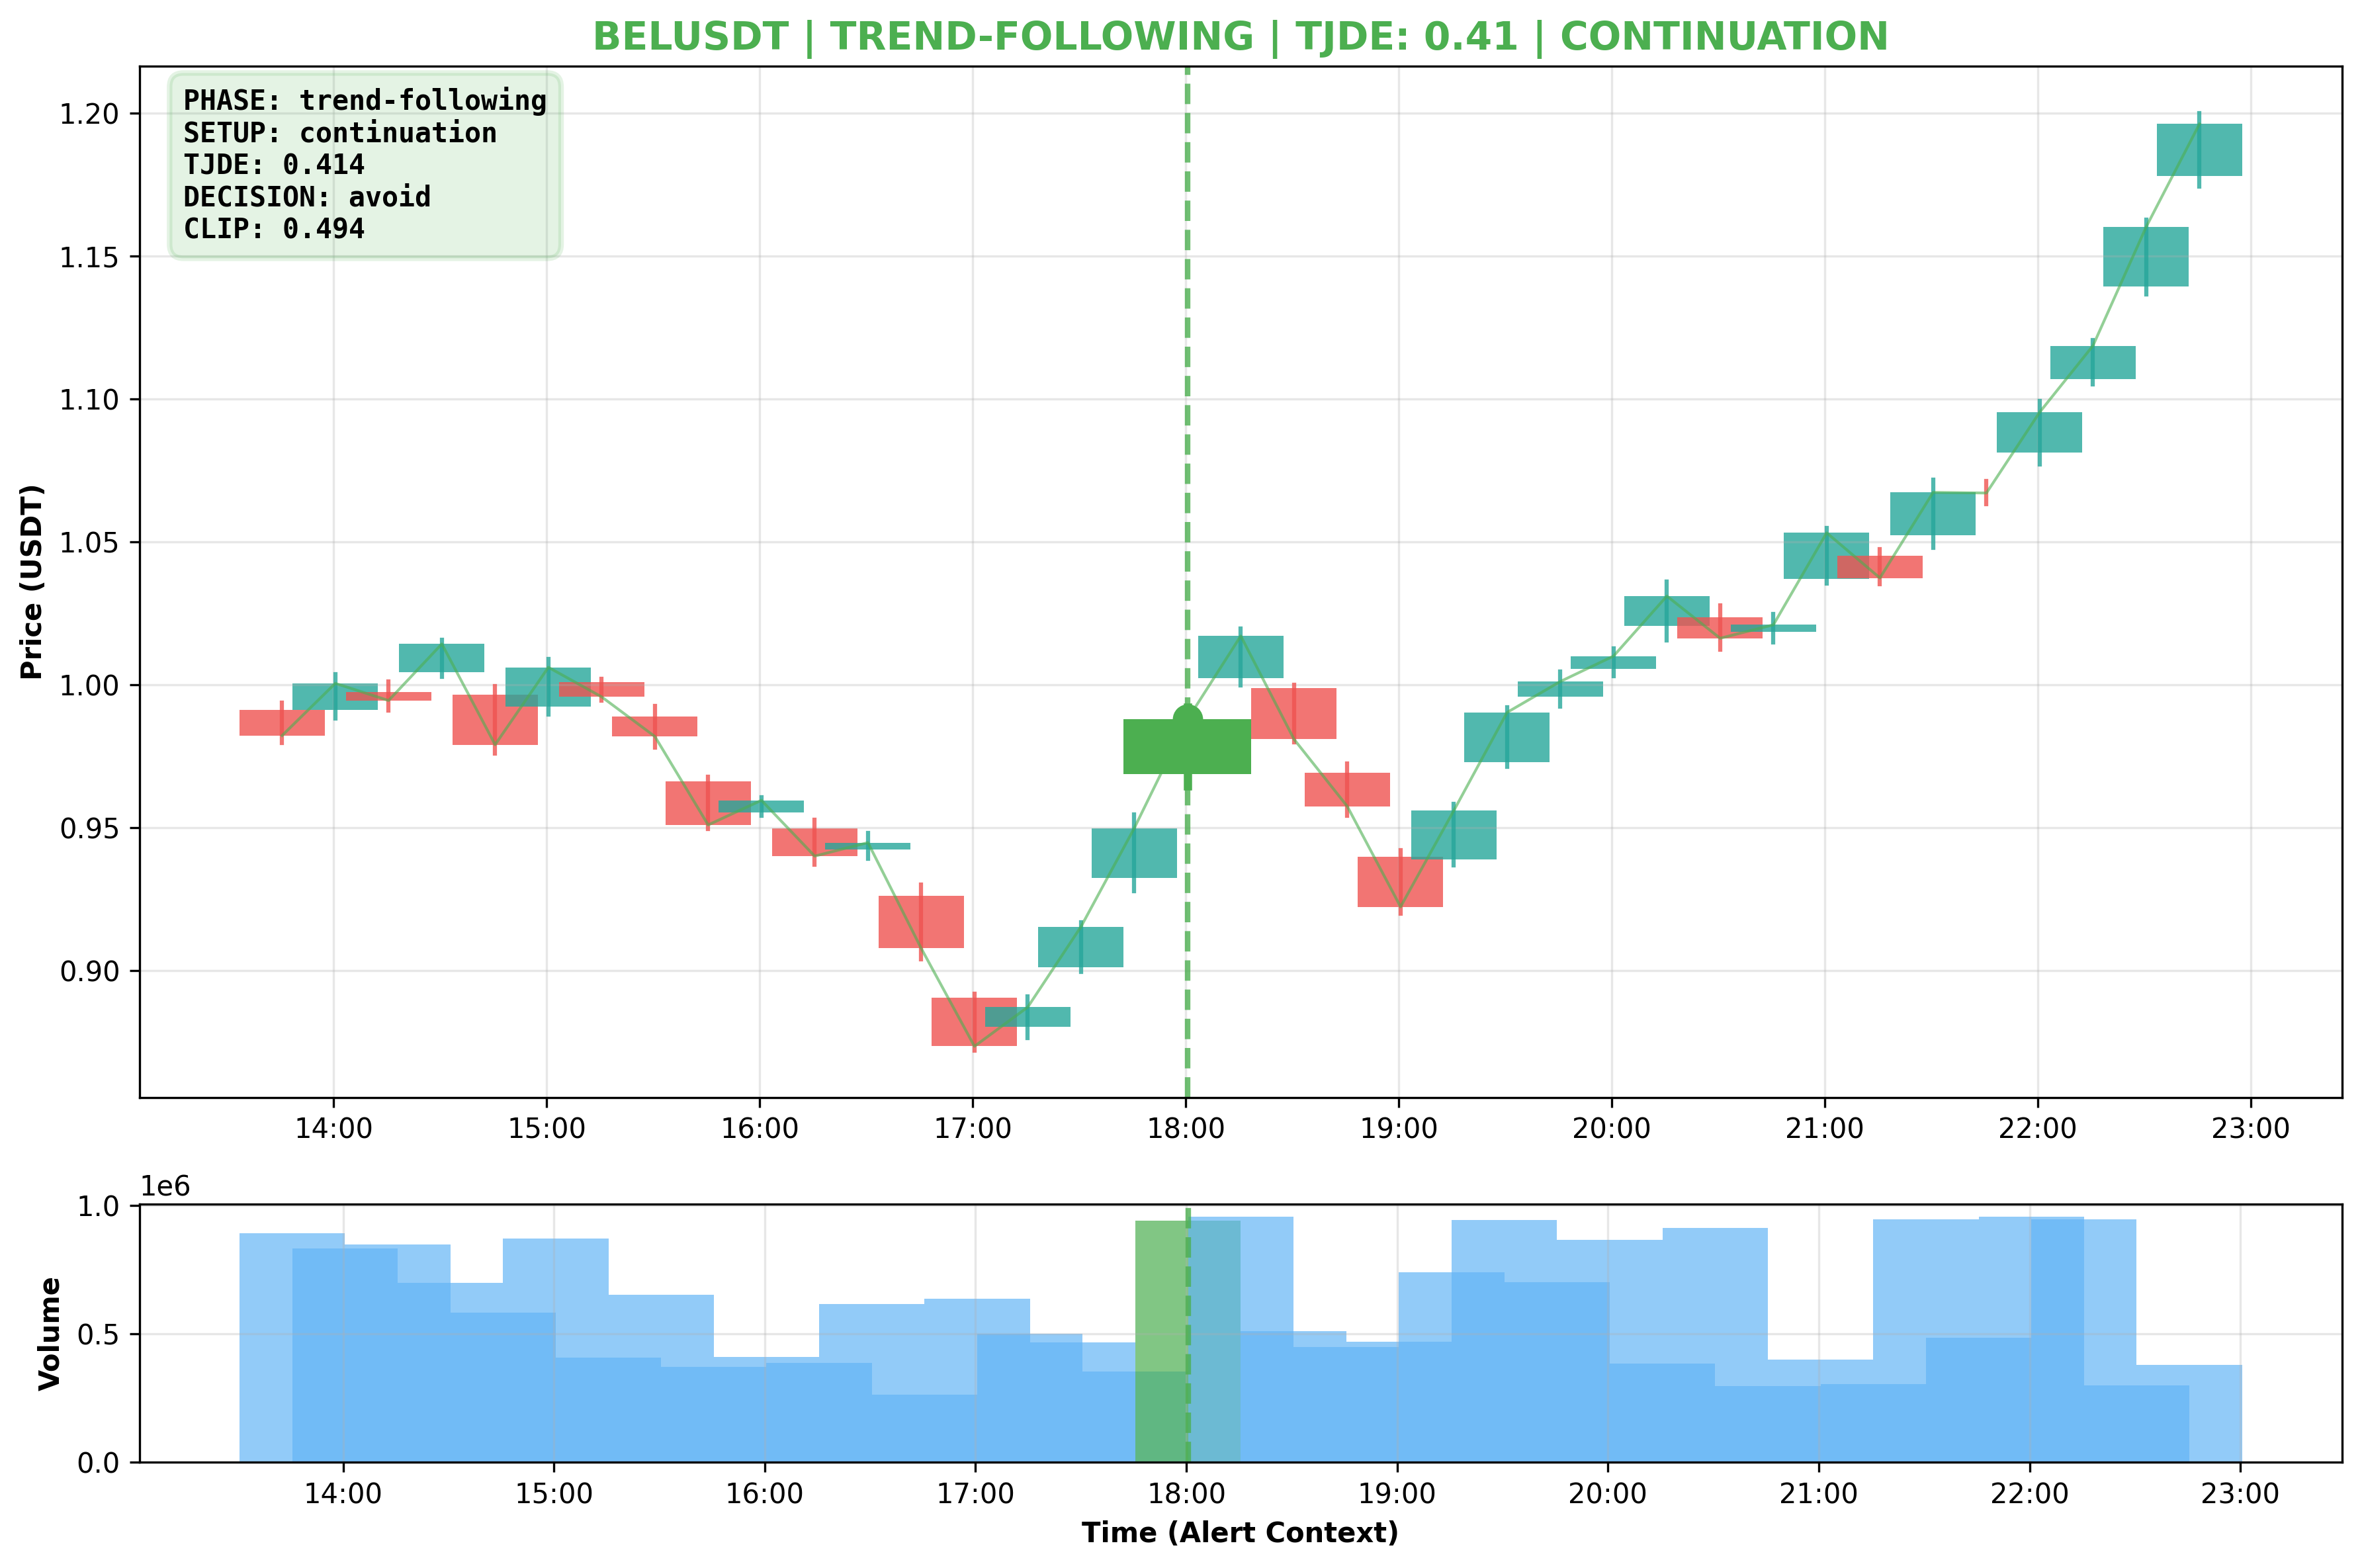 BELUSDT | TREND-FOLLOWING | TJDE: 0.41 | CONTINUATION
PHASE: trend-following
SETUP: continuation
TJDE: 0.414
DECISION: avoid
CLIP: 0.494
Price (USDT)
1.20
1.15
1.10
1.05
1.00
0.95
0.90
14:00 15:00 16:00 17:00 18:00 19:00 20:00 21:00 22:00 23:00
1e6
Volume
1.0
0.5
0.0
14:00 15:00 16:00 17:00 18:00 19:00 20:00 21:00 22:00 23:00
Time (Alert Context)